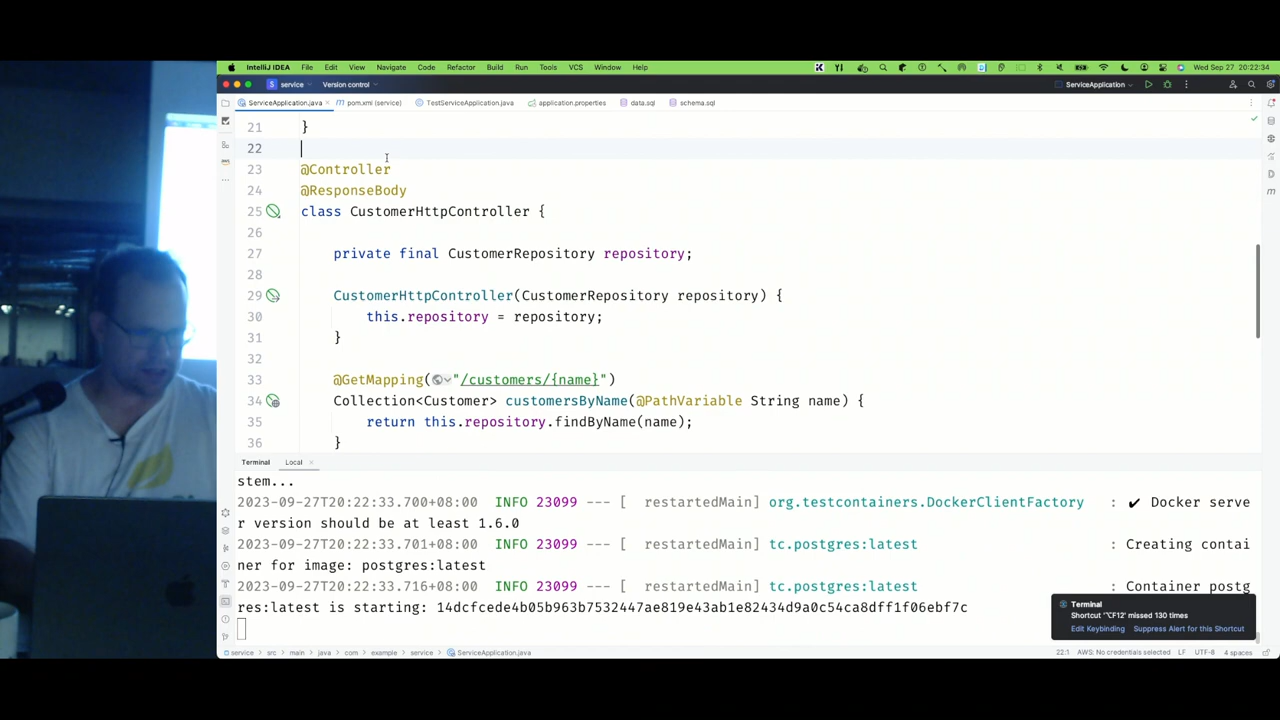 IntelliJ IDEA File Edit View Navigate Code Refactor Build Run Tools VCS Window Help Wed Sep 27 20:22:34
service Version control ServiceApplication
ServiceApplication.java pom.xml (service) TestServiceApplication.java application.properties data.sql schema.sql
21 }
22
23 @Controller
24 @ResponseBody
25 class CustomerHttpController {
26
27 private final CustomerRepository repository;
28
29 CustomerHttpController(CustomerRepository repository) {
30 this.repository = repository;
31 }
32
33 @GetMapping("/customers/{name}")
34 Collection<Customer> customersByName(@PathVariable String name) {
35 return this.repository.findByName(name);
36 }
Terminal Local
stem...
2023-09-27T20:22:33.700+08:00 INFO 23099 --- [ restartedMain] org.testcontainers.DockerClientFactory : ✔ Docker serve
r version should be at least 1.6.0
2023-09-27T20:22:33.701+08:00 INFO 23099 --- [ restartedMain] tc.postgres:latest : Creating contai
ner for image: postgres:latest
2023-09-27T20:22:33.716+08:00 INFO 23099 --- [ restartedMain] tc.postgres:latest : Container postg
res:latest is starting: 14dcfcede4b05b963b7532447ae819e43ab1e82434d9a0c54ca8dff1f06ebf7c
Terminal
Shortcut '⌥F12' missed 130 times
Edit Keybinding Suppress Alert for this Shortcut
service src main java com example service ServiceApplication.java 22:1 AWS: No credentials selected LF UTF-8 4 spaces